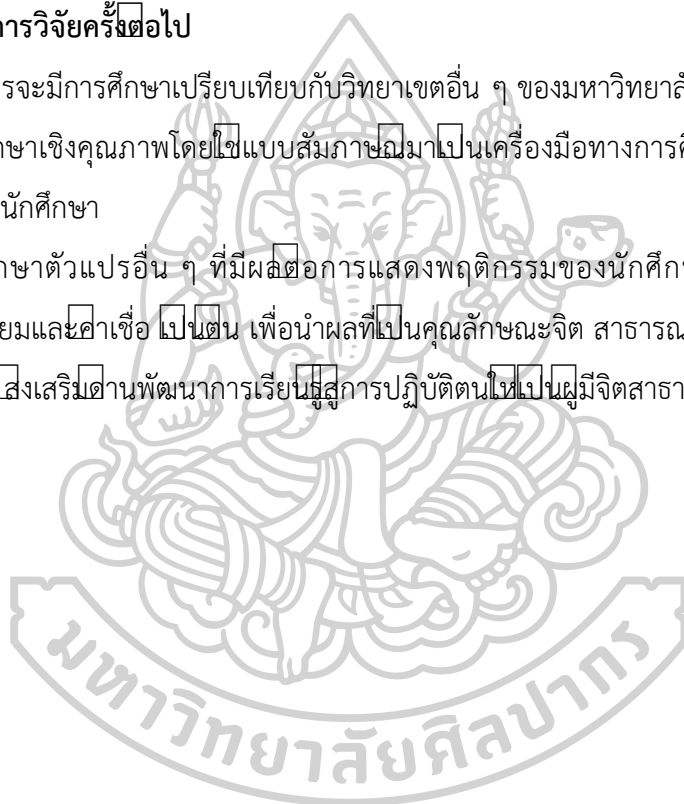 การวิจัยครั้งต่อไป
รจะมีการศึกษาเปรียบเทียบกับวิทยาเขตอื่น ๆ ของมหาวิทยาลั
กษาเชิงคุณภาพโดยใช้แบบสัมภาษณ์มาเป็นเครื่องมือทางการศึ
นักศึกษา
กษาตัวแปรอื่น ๆ ที่มีผลต่อการแสดงพฤติกรรมของนักศึก
ยมและค่าเชื่อ เป็นต้น เพื่อนำผลที่เป็นคุณลักษณะจิต สาธารณ
ส่งเสริมด้านพัฒนาการเรียนรู้สู่การปฏิบัติตนให้เป็นผู้มีจิตสาธา
มหาวิทยาลัยศิลปากร